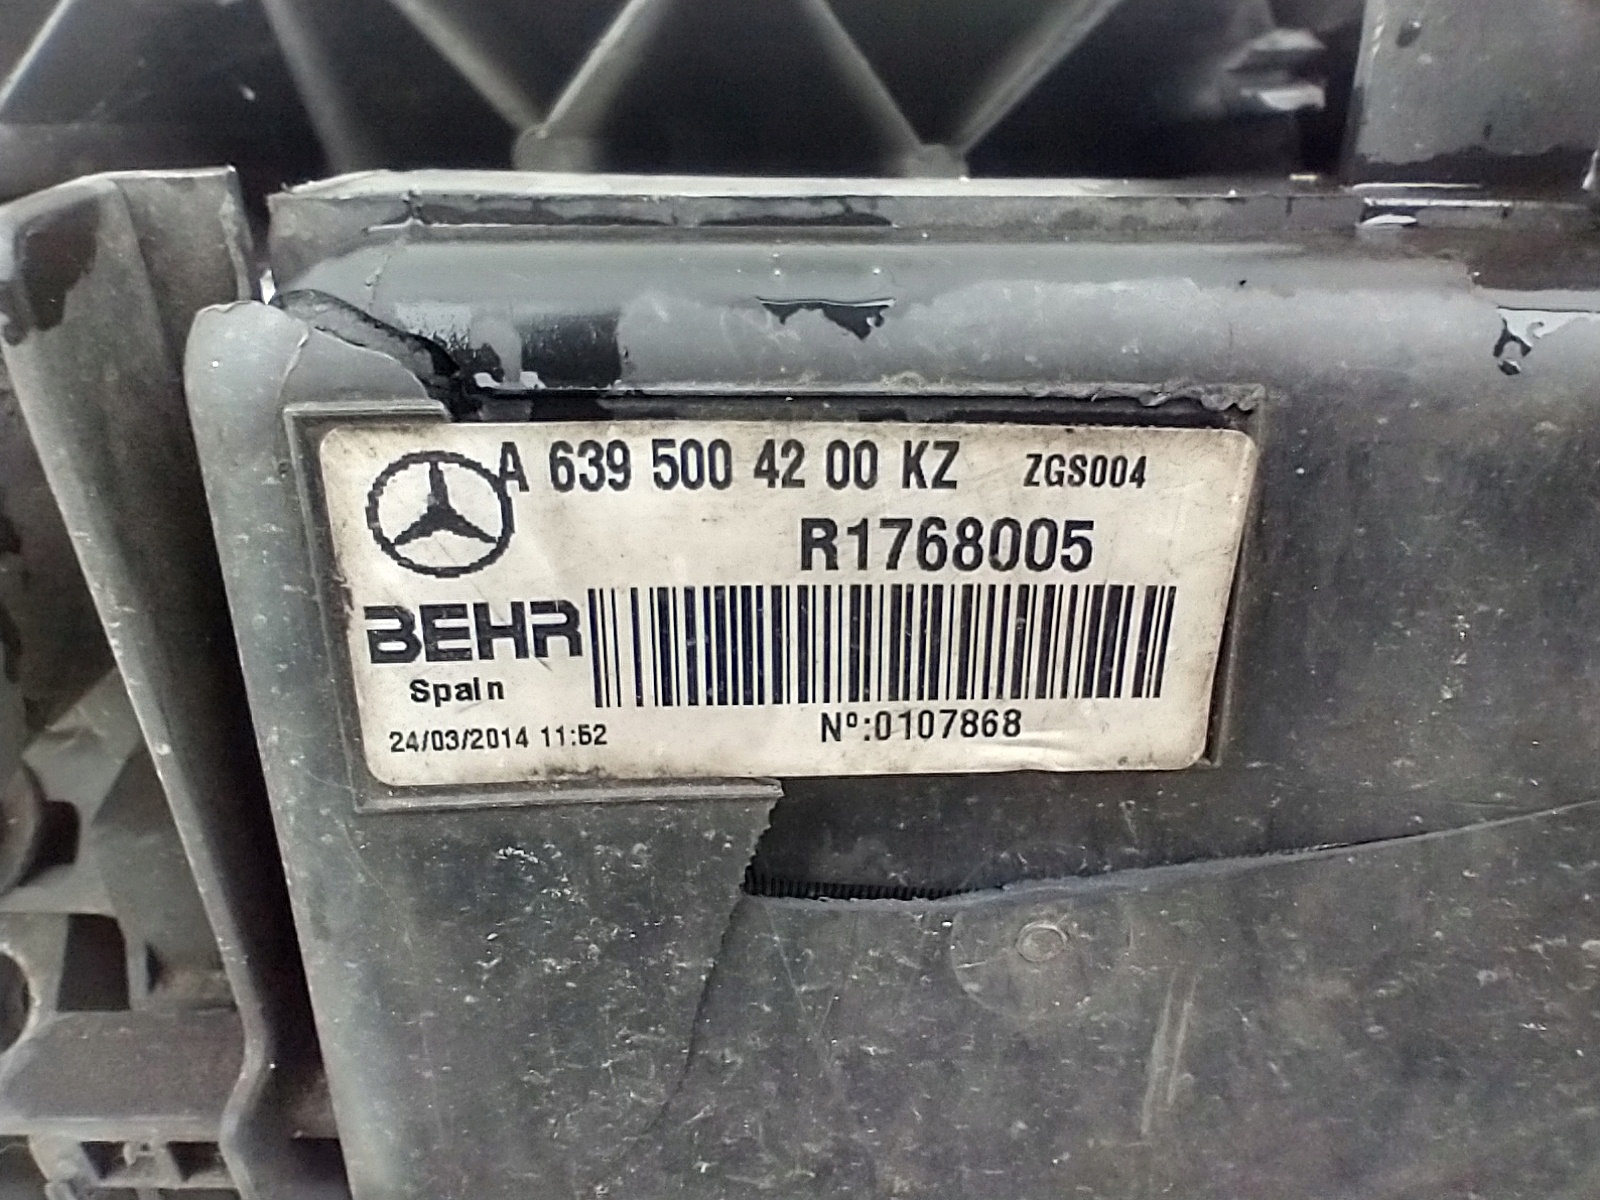 A 639 500 42 00 KZ ZGS004
R1768005
BEHR
Spain
24/03/2014 11:52
Nº:0107868